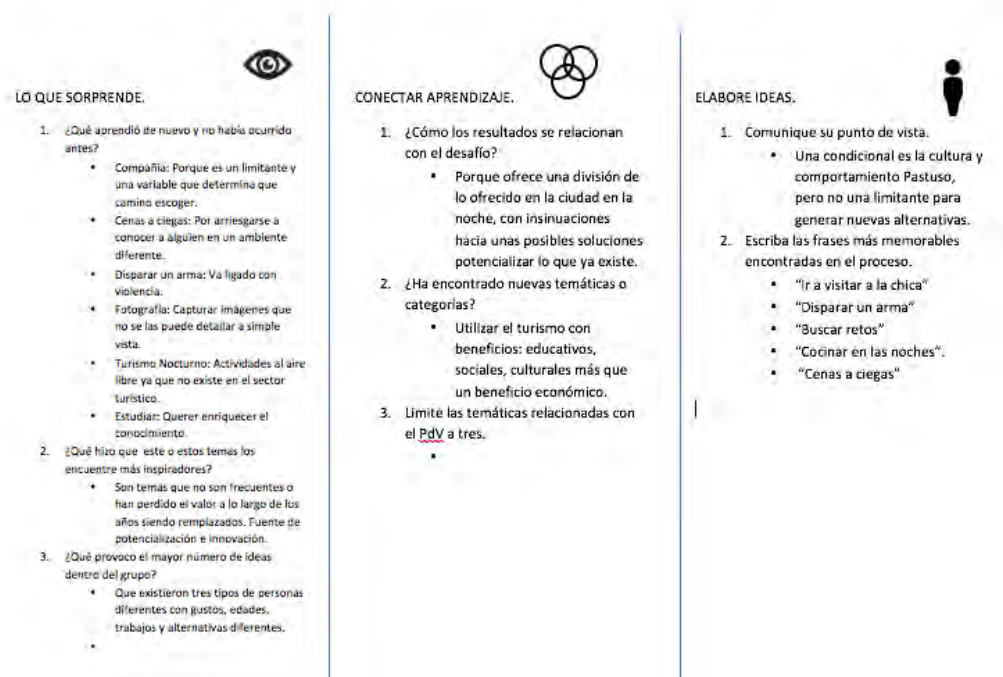 LO QUE SORPRENDE.
1. ¿Qué aprendió de nuevo y no había ocurrido
antes?
• Compañía: Porque es un limitante y
una variable que determina que
camino escoger.
• Cenas a ciegas: Por arriesgarse a
conocer a alguien en un ambiente
diferente.
• Disparar un arma: Va ligado con
violencia.
• Fotografía: Capturar imágenes que
no se las puede detallar a simple
vista.
• Turismo Nocturno: Actividades al aire
libre ya que no existe en el sector
turístico.
• Estudiar: Querer enriquecer el
conocimiento.
2. ¿Qué hizo que este o estos temas los
encuentre más inspiradores?
• Son temas que no son frecuentes o
han perdido el valor a lo largo de los
años siendo remplazados. Fuente de
potencialización e innovación.
3. ¿Qué provoco el mayor número de ideas
dentro del grupo?
• Que existieron tres tipos de personas
diferentes con gustos, edades,
trabajos y alternativas diferentes.
•
CONECTAR APRENDIZAJE.
1. ¿Cómo los resultados se relacionan
con el desafío?
• Porque ofrece una división de
lo ofrecido en la ciudad en la
noche, con insinuaciones
hacia unas posibles soluciones
potencializar lo que ya existe.
2. ¿Ha encontrado nuevas temáticas o
categorías?
• Utilizar el turismo con
beneficios: educativos,
sociales, culturales más que
un beneficio económico.
3. Limite las temáticas relacionadas con
el PdV a tres.
•
ELABORE IDEAS.
1. Comunique su punto de vista.
• Una condicional es la cultura y
comportamiento Pastuso,
pero no una limitante para
generar nuevas alternativas.
2. Escriba las frases más memorables
encontradas en el proceso.
• "Ir a visitar a la chica"
• "Disparar un arma"
• "Buscar retos"
• "Cocinar en las noches".
• "Cenas a ciegas"